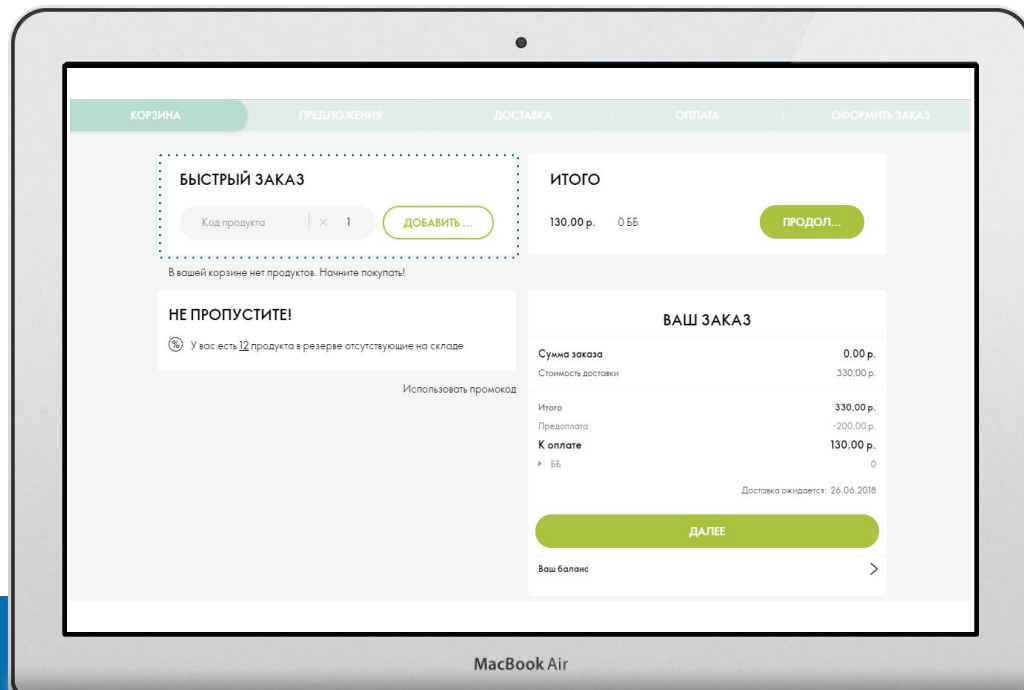 КОРЗИНА
ПРЕДЛОЖЕНИЯ
ДОСТАВКА
ОПЛАТА
ОФОРМИТЬ ЗАКАЗ
БЫСТРЫЙ ЗАКАЗ
Код продукта × 1 ДОБАВИТЬ ...
ИТОГО
130,00 р. 0 ББ ПРОДОЛ...
В вашей корзине нет продуктов. Начните покупать!
НЕ ПРОПУСТИТЕ!
% У вас есть 12 продукта в резерве отсутствующие на складе
Использовать промокод
ВАШ ЗАКАЗ
Сумма заказа 0,00 р.
Стоимость доставки 330,00 р.
Итого 330,00 р.
Предоплата -200,00 р.
К оплате 130,00 р.
ББ 0
Доставка ожидается: 26.06.2018
ДАЛЕЕ
Ваш баланс
MacBook Air